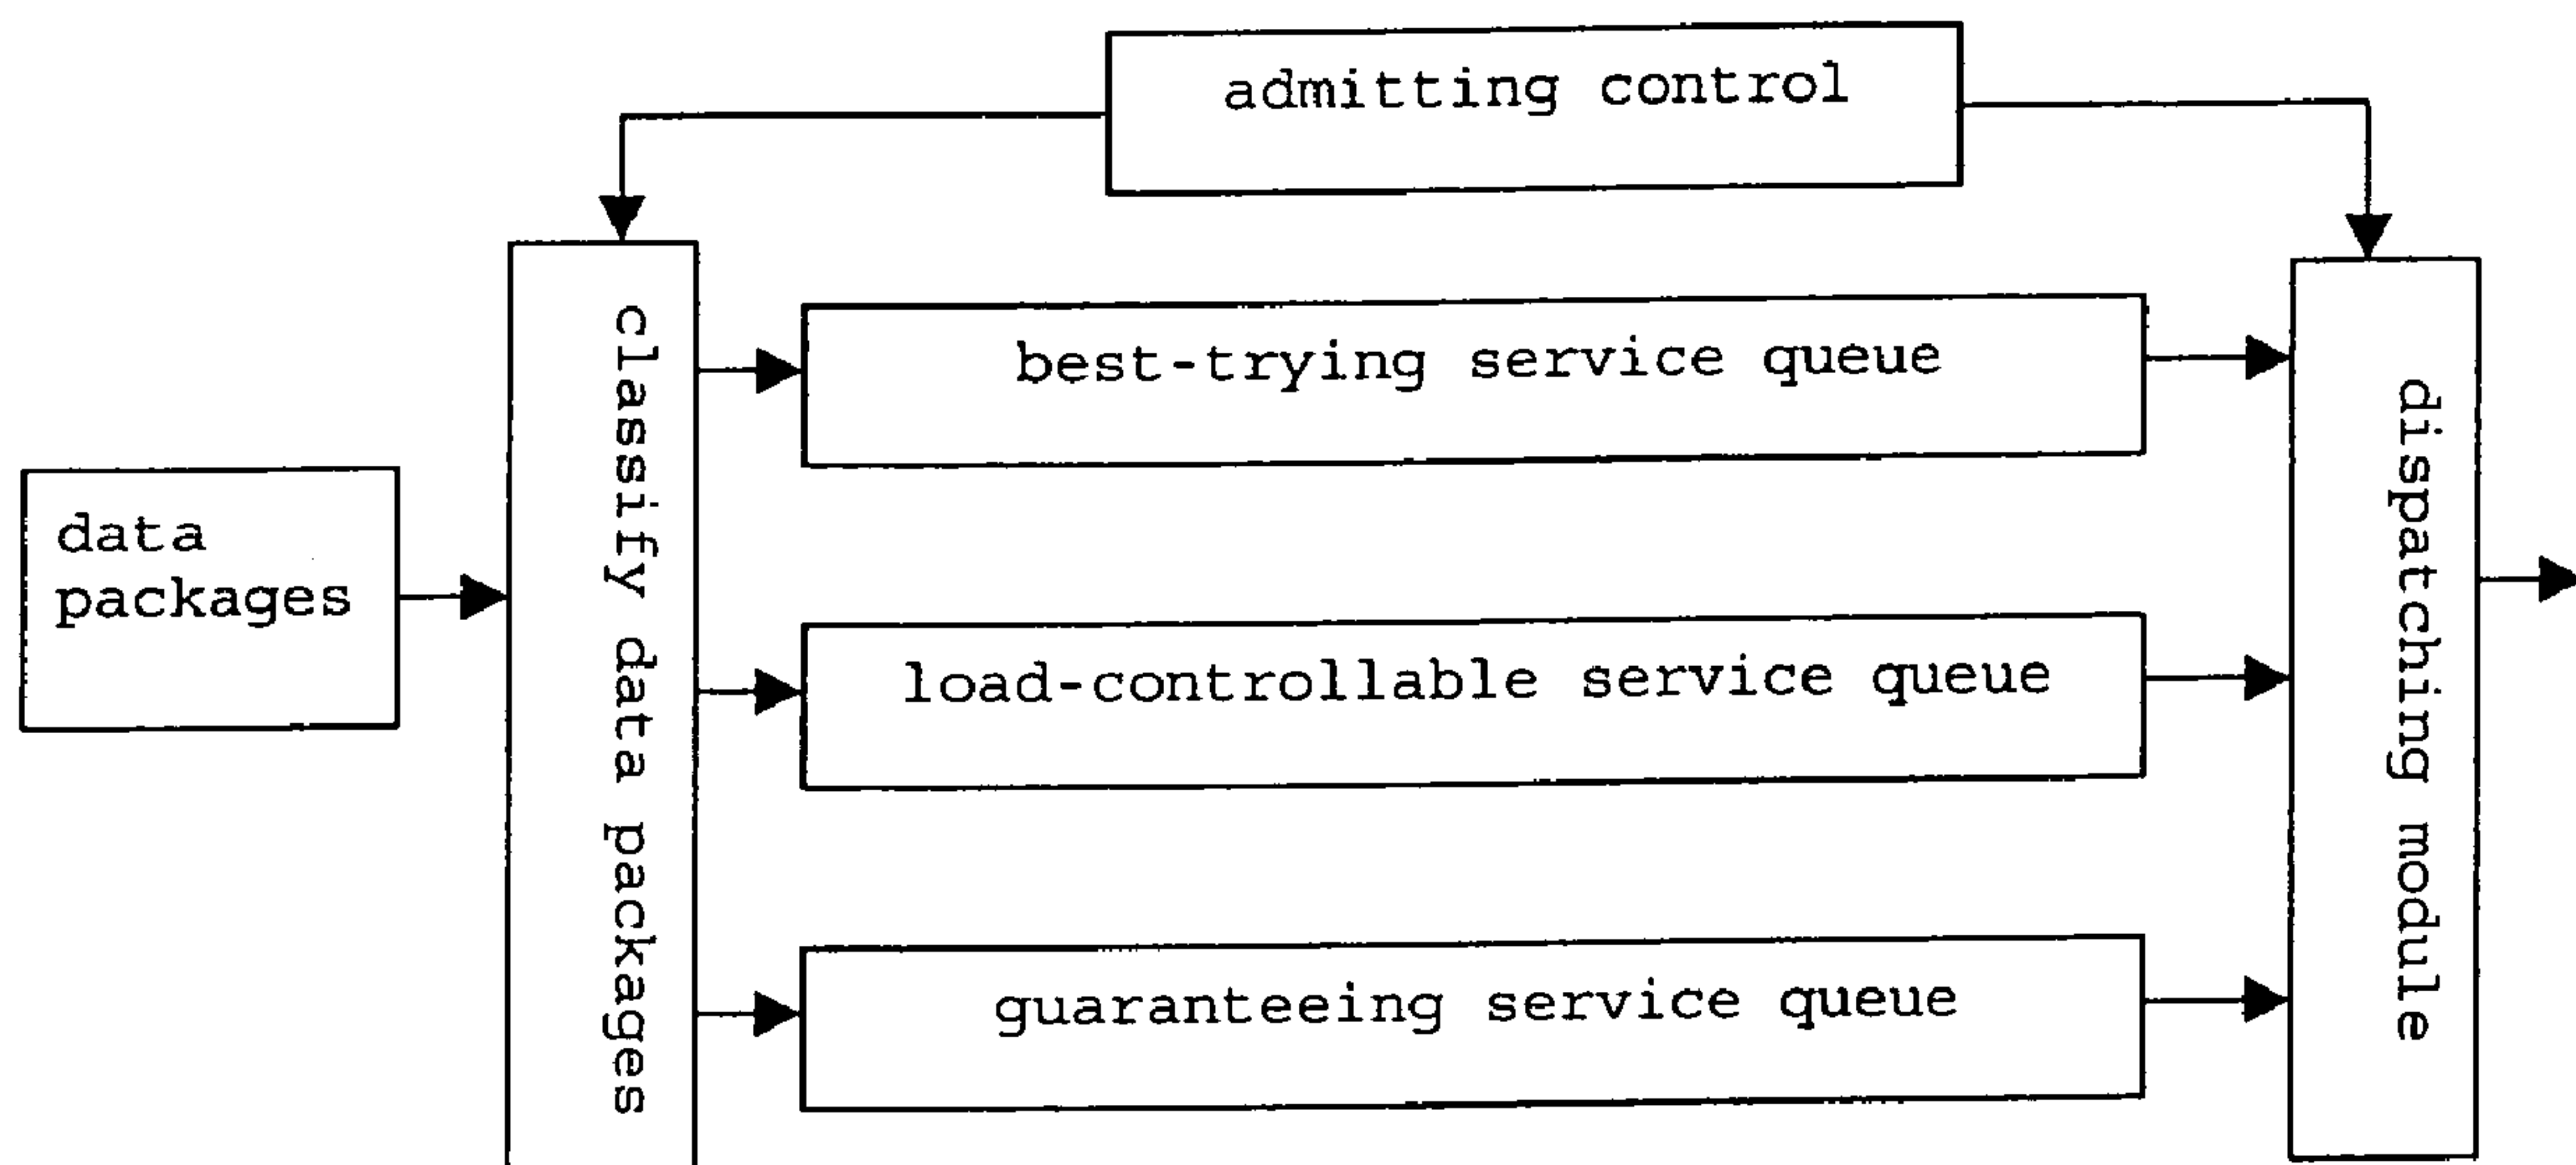 admitting control
data
packages
classify data packages
best-trying service queue
load-controllable service queue
guaranteeing service queue
dispatching module